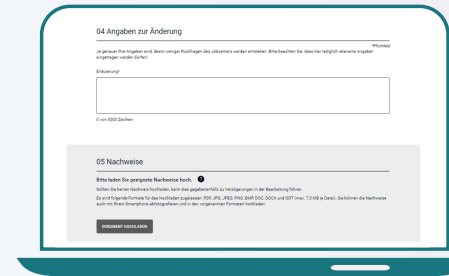 04 Angaben zur Änderung
*Pflichtfeld
Je genauer Ihre Angaben sind, desto weniger Rückfragen des Jobcenters werden entstehen. Bitte beachten Sie, dass hier lediglich relevante Angaben
eingetragen werden dürfen!
Erläuterung*
0 von 3000 Zeichen
05 Nachweise
Bitte laden Sie geeignete Nachweise hoch. ?
Sollten Sie keinen Nachweis hochladen, kann dies gegebenenfalls zu Verzögerungen in der Bearbeitung führen.
Es sind folgende Formate für das Hochladen zugelassen: PDF, JPG, JPEG, PNG, BMP, DOC, DOCX und ODT (max. 7,5 MB je Datei). Sie können die Nachweise
auch mit Ihrem Smartphone abfotografieren und in den vorgenannten Formaten hochladen.
DOKUMENT HOCHLADEN